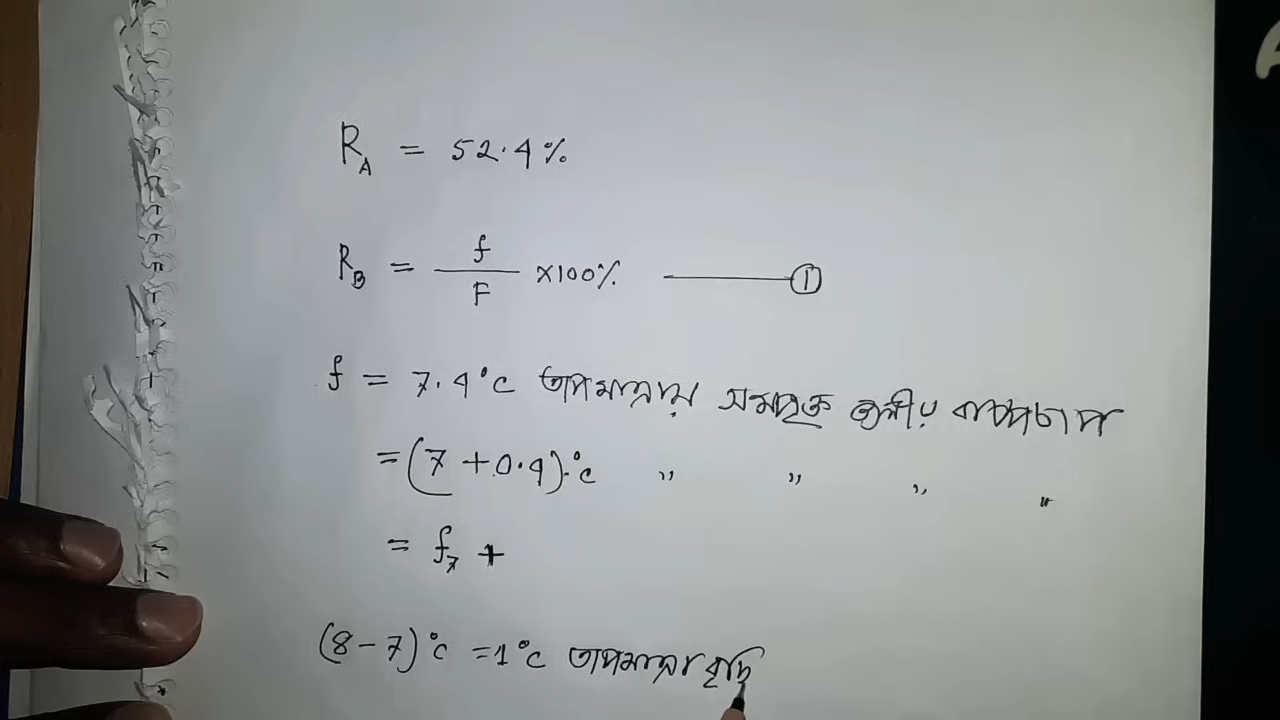 R_A = 52.4%
R_B = f/F ×100% ——— ①
f = 7.4°C তাপমাত্রায় সম্পৃক্ত জলীয় বাষ্পচাপ
= (7 + 0.4)°C " " " "
= f_7 +
(8 - 7)°C = 1°C তাপমাত্রা বৃদ্ধি